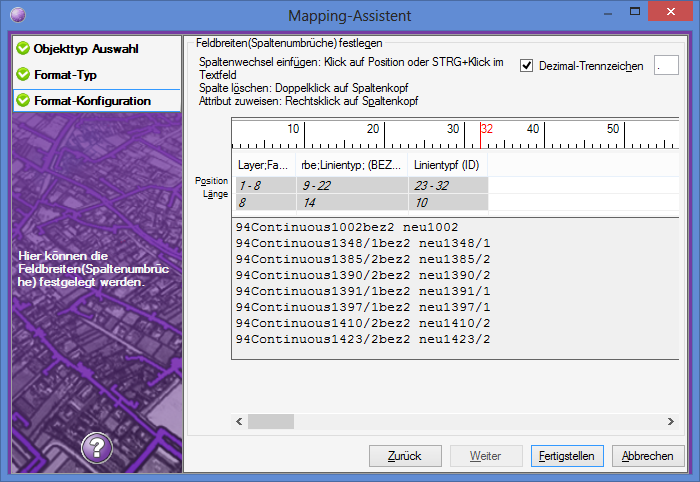 Mapping-Assistent
Objekttyp Auswahl
Format-Typ
Format-Konfiguration
Hier können die
Feldbreiten(Spaltenumbrüc
he) festgelegt werden.
?
Feldbreiten(Spaltenumbrüche) festlegen
Spaltenwechsel einfügen: Klick auf Position oder STRG+Klick im
Textfeld
Spalte löschen: Doppelklick auf Spaltenkopf
Attribut zuweisen: Rechtsklick auf Spaltenkopf
Dezimal-Trennzeichen .
10 20 30 32 40 50
Layer;Fa... rbe;Linientyp; (BEZ... Linientypf (ID)
Position 1 - 8 9 - 22 23 - 32
Länge 8 14 10
94Continuous1002bez2 neu1002
94Continuous1348/1bez2 neu1348/1
94Continuous1385/2bez2 neu1385/2
94Continuous1390/2bez2 neu1390/2
94Continuous1391/1bez2 neu1391/1
94Continuous1397/1bez2 neu1397/1
94Continuous1410/2bez2 neu1410/2
94Continuous1423/2bez2 neu1423/2
Zurück Weiter Fertigstellen Abbrechen